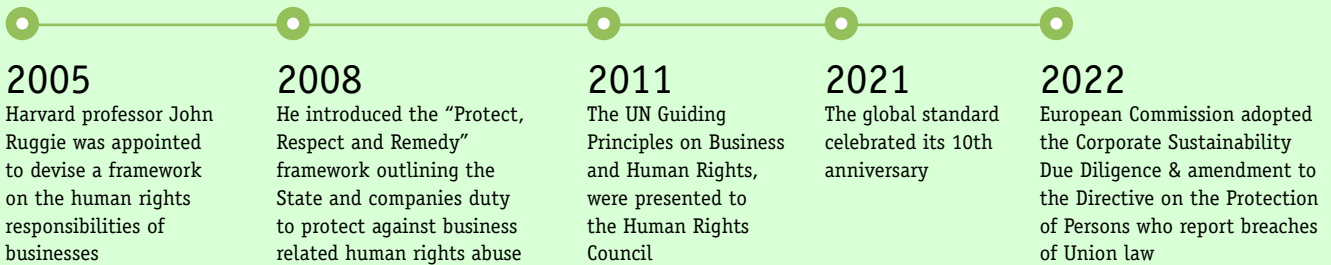 2005
Harvard professor John
Ruggie was appointed
to devise a framework
on the human rights
responsibilities of
businesses
2008
He introduced the “Protect,
Respect and Remedy”
framework outlining the
State and companies duty
to protect against business
related human rights abuse
2011
The UN Guiding
Principles on Business
and Human Rights,
were presented to
the Human Rights
Council
2021
The global standard
celebrated its 10th
anniversary
2022
European Commission adopted
the Corporate Sustainability
Due Diligence & amendment to
the Directive on the Protection
of Persons who report breaches
of Union law